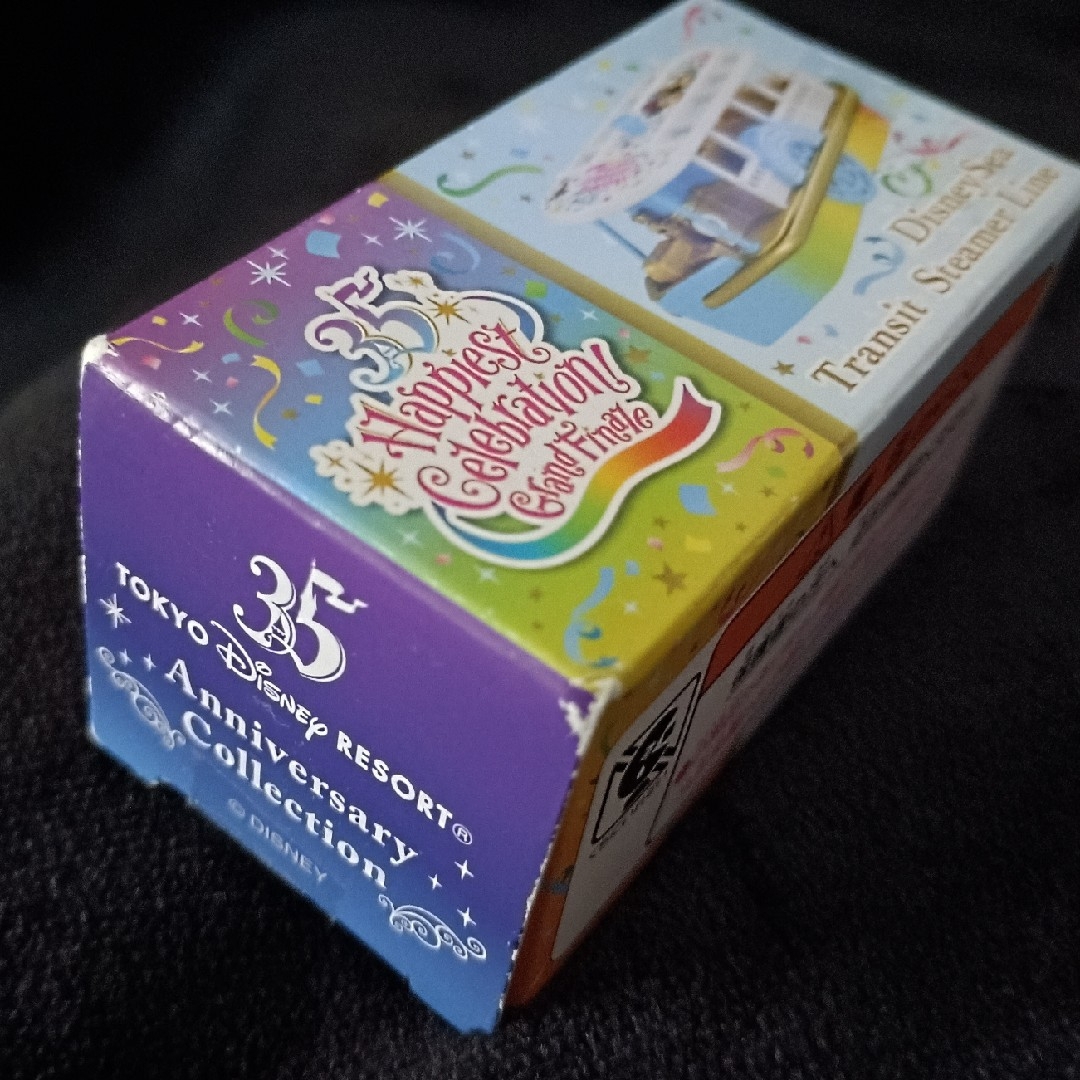 DisneySea
Transit Steamer Line
35
Happiest
Celebration!
Grand Finale
35
TOKYO DISNEY RESORT®
Anniversary
Collection
© DISNEY